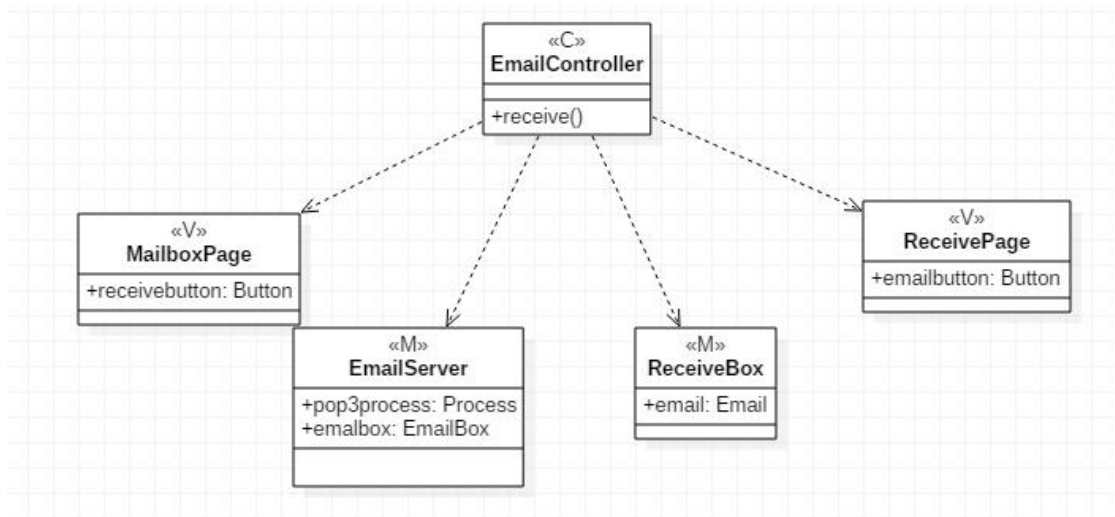 «C»
EmailController
+receive()
«V»
MailboxPage
+receivebutton: Button
«V»
ReceivePage
+emailbutton: Button
«M»
EmailServer
+pop3process: Process
+emalbox: EmailBox
«M»
ReceiveBox
+email: Email